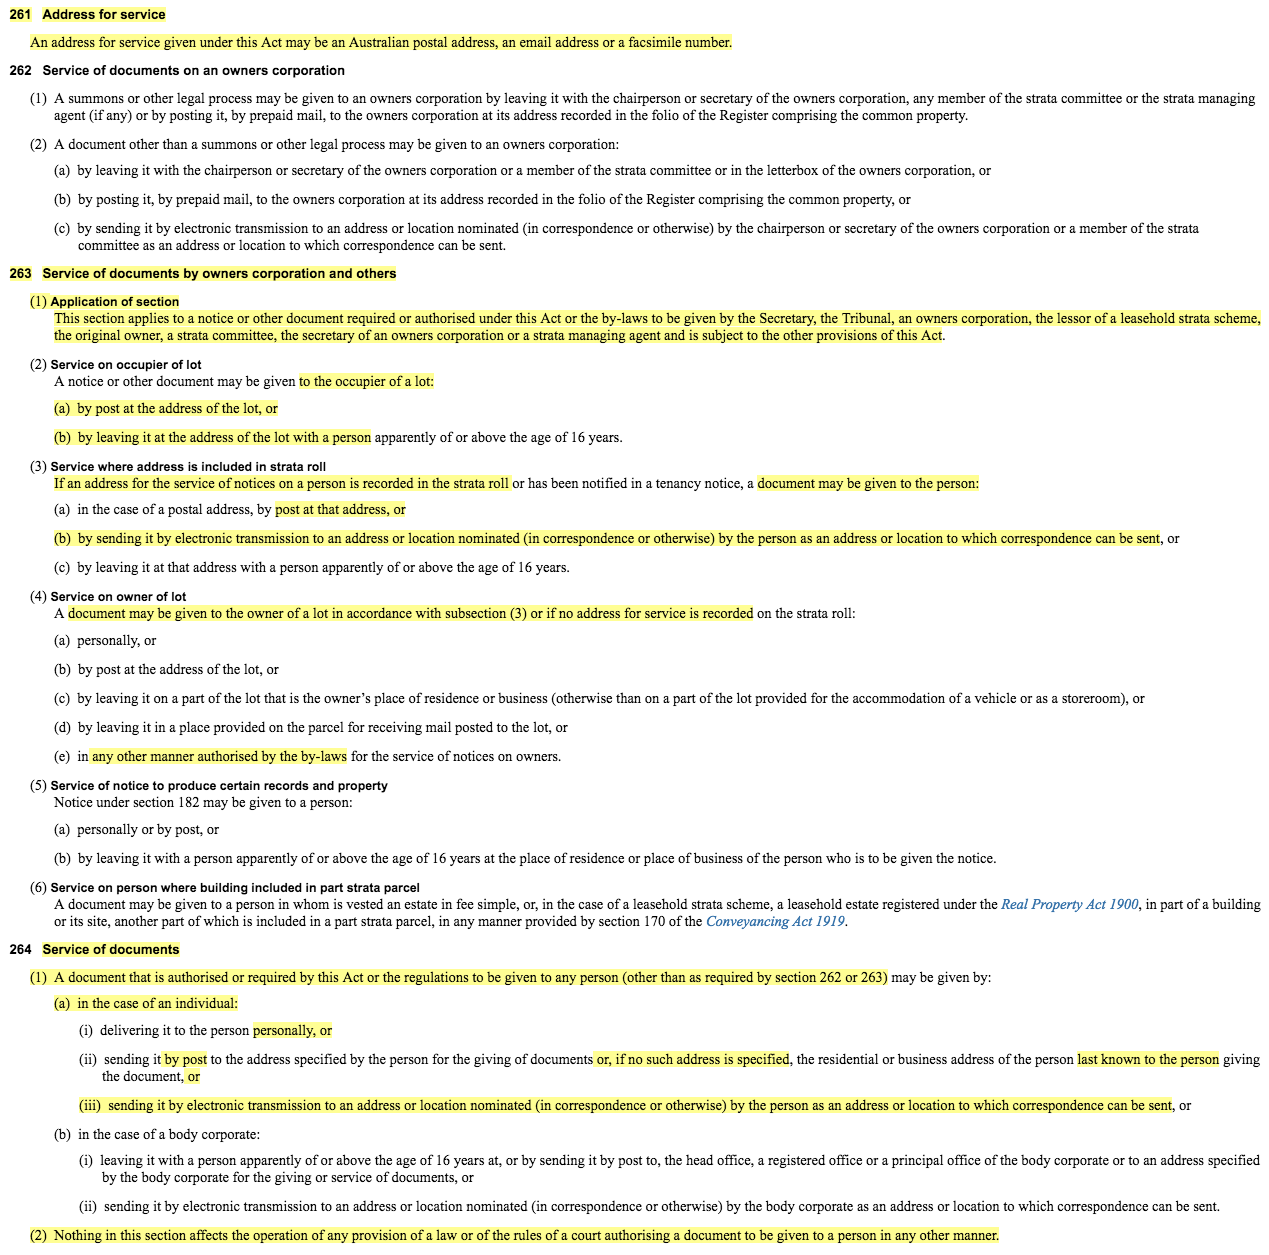 261 Address for service
An address for service given under this Act may be an Australian postal address, an email address or a facsimile number.
262 Service of documents on an owners corporation
(1) A summons or other legal process may be given to an owners corporation by leaving it with the chairperson or secretary of the owners corporation, any member of the strata committee or the strata managing
agent (if any) or by posting it, by prepaid mail, to the owners corporation at its address recorded in the folio of the Register comprising the common property.
(2) A document other than a summons or other legal process may be given to an owners corporation:
(a) by leaving it with the chairperson or secretary of the owners corporation or a member of the strata committee or in the letterbox of the owners corporation, or
(b) by posting it, by prepaid mail, to the owners corporation at its address recorded in the folio of the Register comprising the common property, or
(c) by sending it by electronic transmission to an address or location nominated (in correspondence or otherwise) by the chairperson or secretary of the owners corporation or a member of the strata
committee as an address or location to which correspondence can be sent.
263 Service of documents by owners corporation and others
(1) Application of section
This section applies to a notice or other document required or authorised under this Act or the by-laws to be given by the Secretary, the Tribunal, an owners corporation, the lessor of a leasehold strata scheme,
the original owner, a strata committee, the secretary of an owners corporation or a strata managing agent and is subject to the other provisions of this Act.
(2) Service on occupier of lot
A notice or other document may be given to the occupier of a lot:
(a) by post at the address of the lot, or
(b) by leaving it at the address of the lot with a person apparently of or above the age of 16 years.
(3) Service where address is included in strata roll
If an address for the service of notices on a person is recorded in the strata roll or has been notified in a tenancy notice, a document may be given to the person:
(a) in the case of a postal address, by post at that address, or
(b) by sending it by electronic transmission to an address or location nominated (in correspondence or otherwise) by the person as an address or location to which correspondence can be sent, or
(c) by leaving it at that address with a person apparently of or above the age of 16 years.
(4) Service on owner of lot
A document may be given to the owner of a lot in accordance with subsection (3) or if no address for service is recorded on the strata roll:
(a) personally, or
(b) by post at the address of the lot, or
(c) by leaving it on a part of the lot that is the owner's place of residence or business (otherwise than on a part of the lot provided for the accommodation of a vehicle or as a storeroom), or
(d) by leaving it in a place provided on the parcel for receiving mail posted to the lot, or
(e) in any other manner authorised by the by-laws for the service of notices on owners.
(5) Service of notice to produce certain records and property
Notice under section 182 may be given to a person:
(a) personally or by post, or
(b) by leaving it with a person apparently of or above the age of 16 years at the place of residence or place of business of the person who is to be given the notice.
(6) Service on person where building included in part strata parcel
A document may be given to a person in whom is vested an estate in fee simple, or, in the case of a leasehold strata scheme, a leasehold estate registered under the Real Property Act 1900, in part of a building
or its site, another part of which is included in a part strata parcel, in any manner provided by section 170 of the Conveyancing Act 1919.
264 Service of documents
(1) A document that is authorised or required by this Act or the regulations to be given to any person (other than as required by section 262 or 263) may be given by:
(a) in the case of an individual:
(i) delivering it to the person personally, or
(ii) sending it by post to the address specified by the person for the giving of documents or, if no such address is specified, the residential or business address of the person last known to the person giving
the document, or
(iii) sending it by electronic transmission to an address or location nominated (in correspondence or otherwise) by the person as an address or location to which correspondence can be sent, or
(b) in the case of a body corporate:
(i) leaving it with a person apparently of or above the age of 16 years at, or by sending it by post to, the head office, a registered office or a principal office of the body corporate or to an address specified
by the body corporate for the giving or service of documents, or
(ii) sending it by electronic transmission to an address or location nominated (in correspondence or otherwise) by the body corporate as an address or location to which correspondence can be sent.
(2) Nothing in this section affects the operation of any provision of a law or of the rules of a court authorising a document to be given to a person in any other manner.